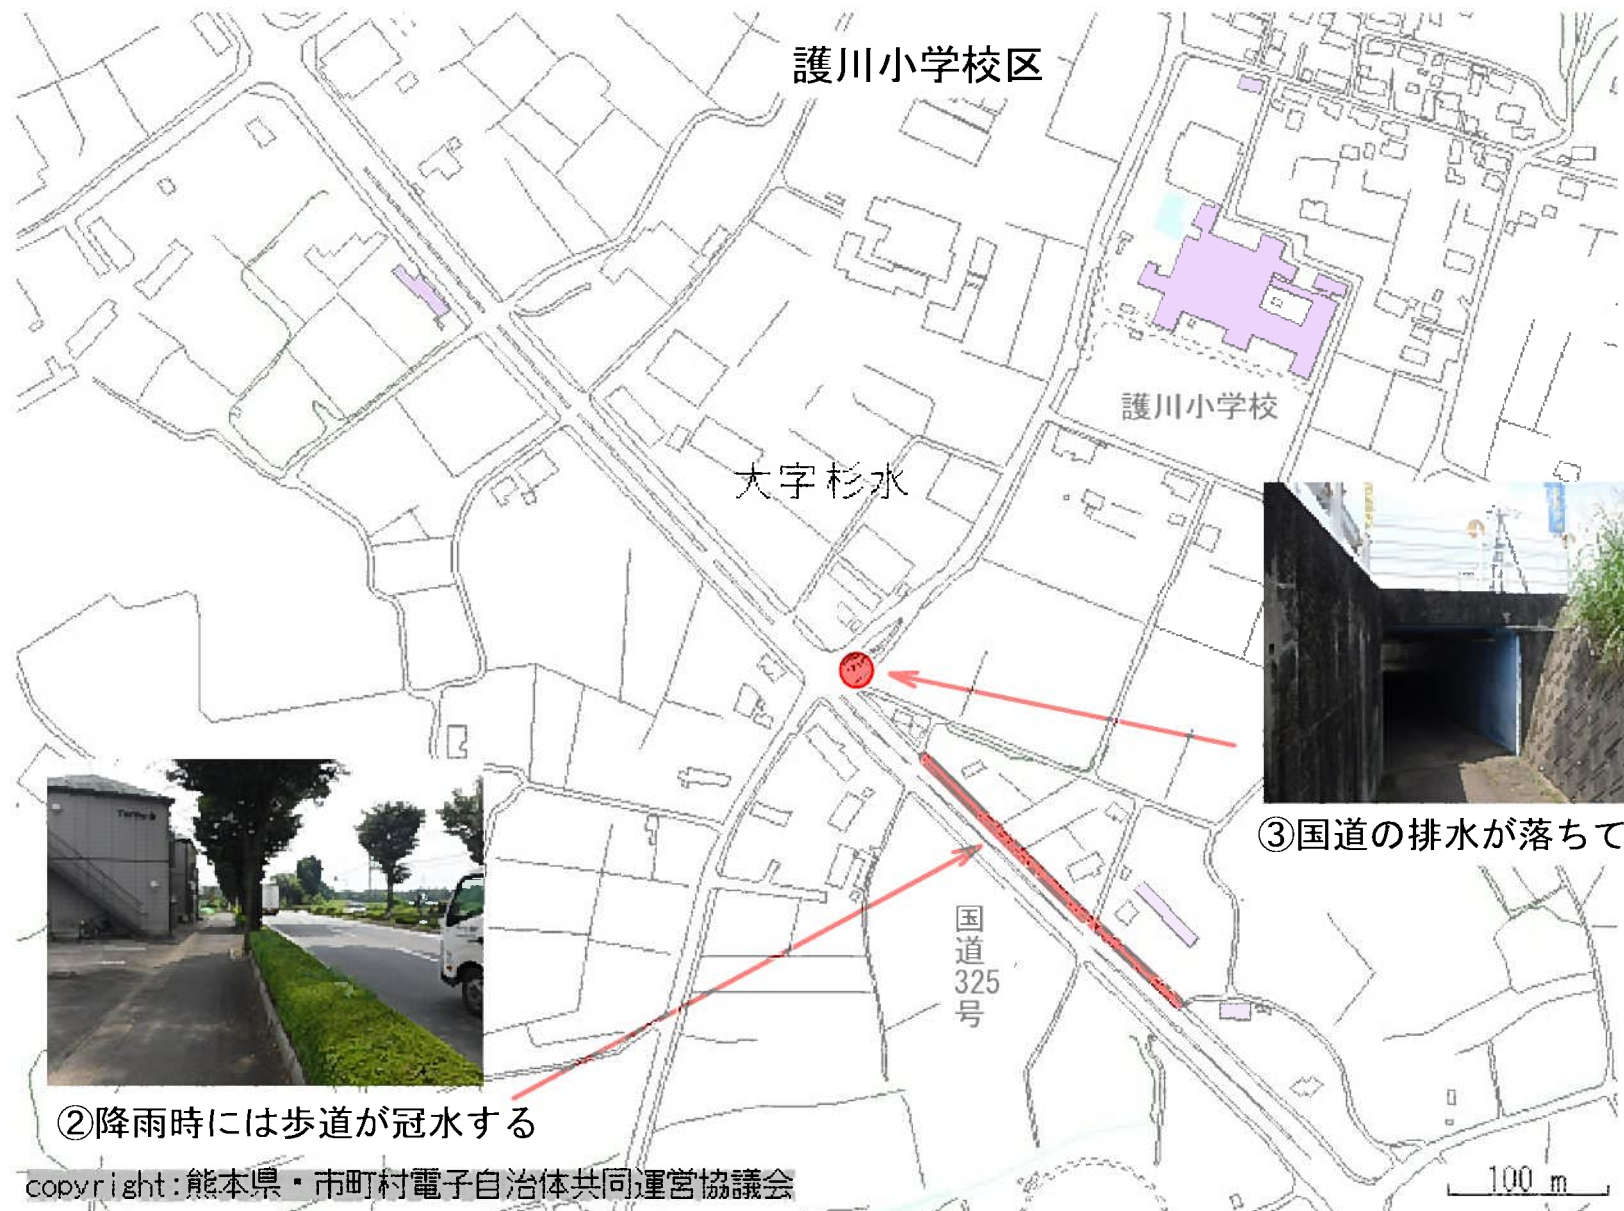 護川小学校区
護川小学校
大字杉水
③国道の排水が落ちて
国道325号
②降雨時には歩道が冠水する
copyright:熊本県・市町村電子自治体共同運営協議会
100 m